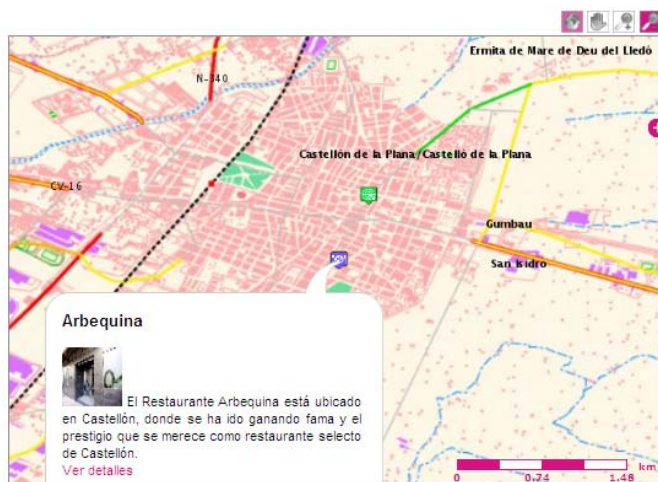 Ermita de Mare de Deu del Lledó
N-340
Castellón de la Plana/Castelló de la Plana
CV-16
Gumbau
San Isidro
Arbequina
El Restaurante Arbequina está ubicado
en Castellón, donde se ha ido ganando fama y el
prestigio que se merece como restaurante selecto
de Castellón.
Ver detalles
km
0 0.74 1.48